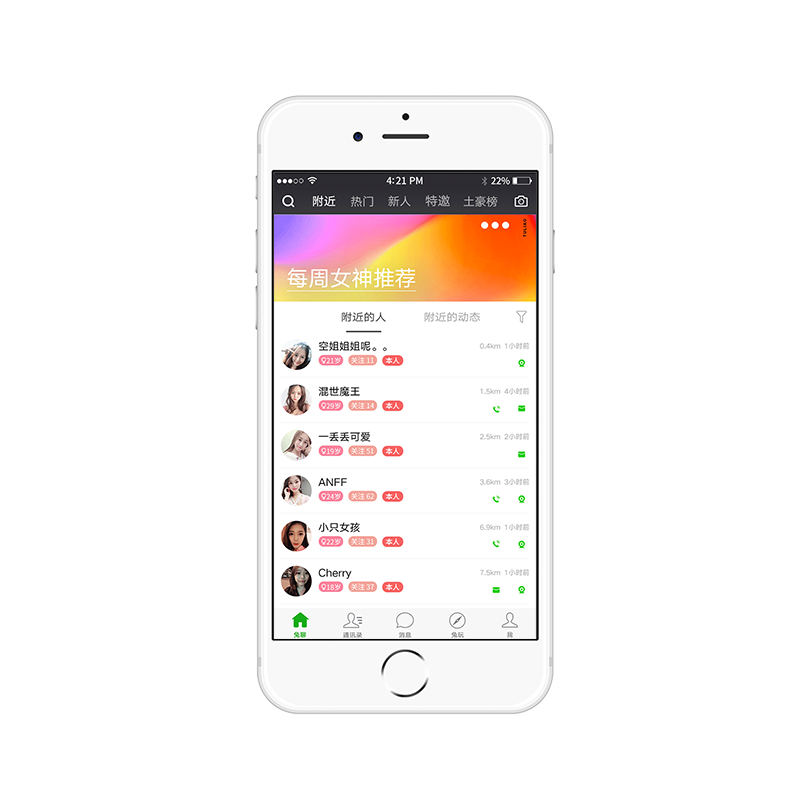 4:21 PM 22%
附近 热门 新人 特邀 土豪榜
TULIAO
每周女神推荐
附近的人 附近的动态
空姐姐姐呢。。 0.4km 1小时前
21岁 关注 11 本人
混世魔王 1.5km 4小时前
29岁 关注 14 本人
一丢丢可爱 2.5km 2小时前
19岁 关注 51 本人
ANFF 3.6km 3小时前
24岁 关注 62 本人
小只女孩 6.9km 1小时前
22岁 关注 31 本人
Cherry 7.5km 1小时前
18岁 关注 37 本人
兔聊 通讯录 消息 兔玩 我